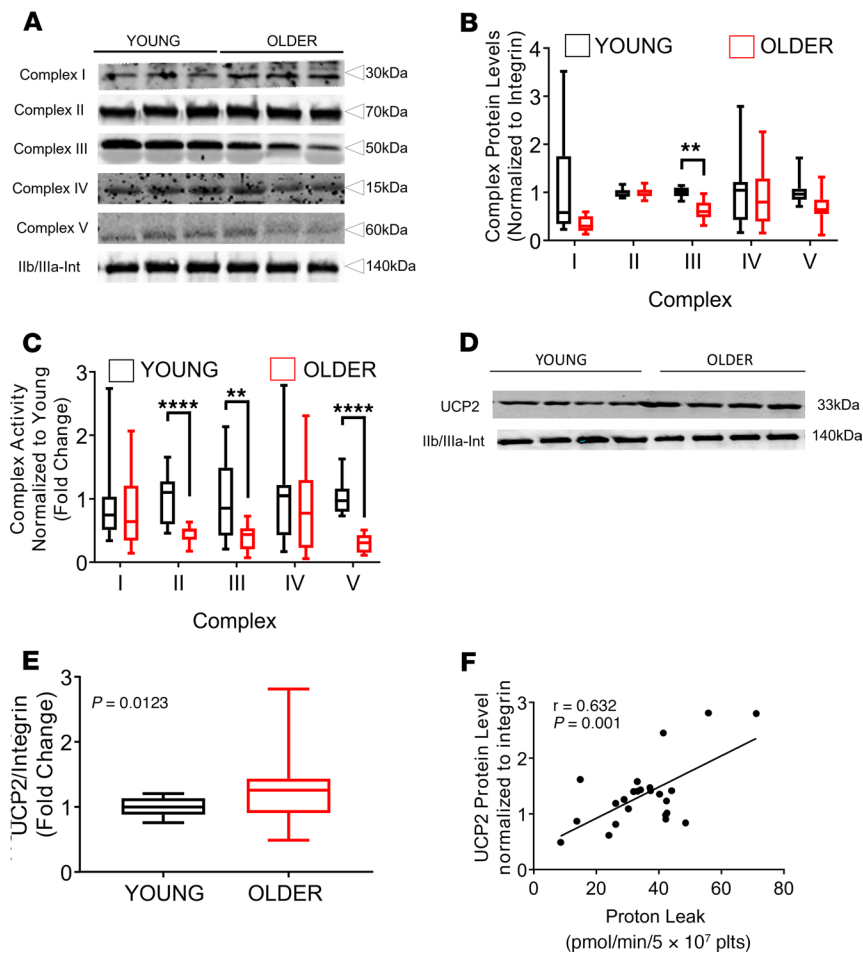 A
YOUNG OLDER
Complex I 30kDa
Complex II 70kDa
Complex III 50kDa
Complex IV 15kDa
Complex V 60kDa
IIb/IIIa-Int 140kDa
B
YOUNG OLDER
Complex Protein Levels
(Normalized to Integrin)
4
3
2
1
0
**
I II III IV V
Complex
C
YOUNG OLDER
Complex Activity
Normalized to Young
(Fold Change)
3
2
1
0
**** ** ****
I II III IV V
Complex
D
YOUNG OLDER
UCP2 33kDa
IIb/IIIa-Int 140kDa
E
P = 0.0123
UCP2/Integrin
(Fold Change)
3
2
1
0
YOUNG OLDER
F
r = 0.632
P = 0.001
UCP2 Protein Level
normalized to integrin
3
2
1
0
0 20 40 60 80
Proton Leak
(pmol/min/5 × 10⁷ plts)